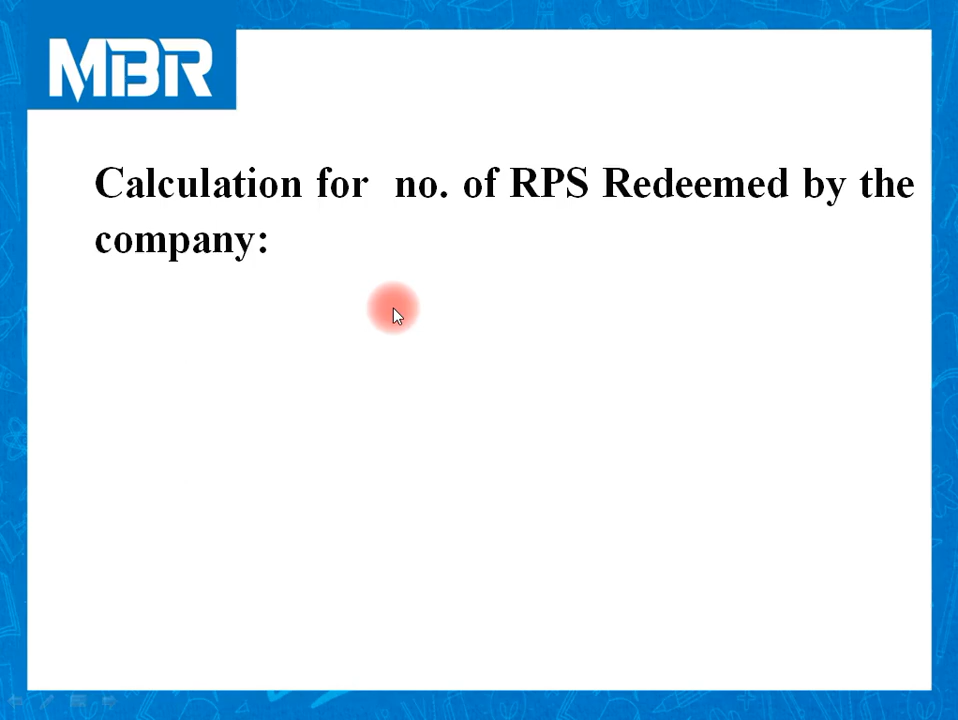 MBR
Calculation for no. of RPS Redeemed by the
company: